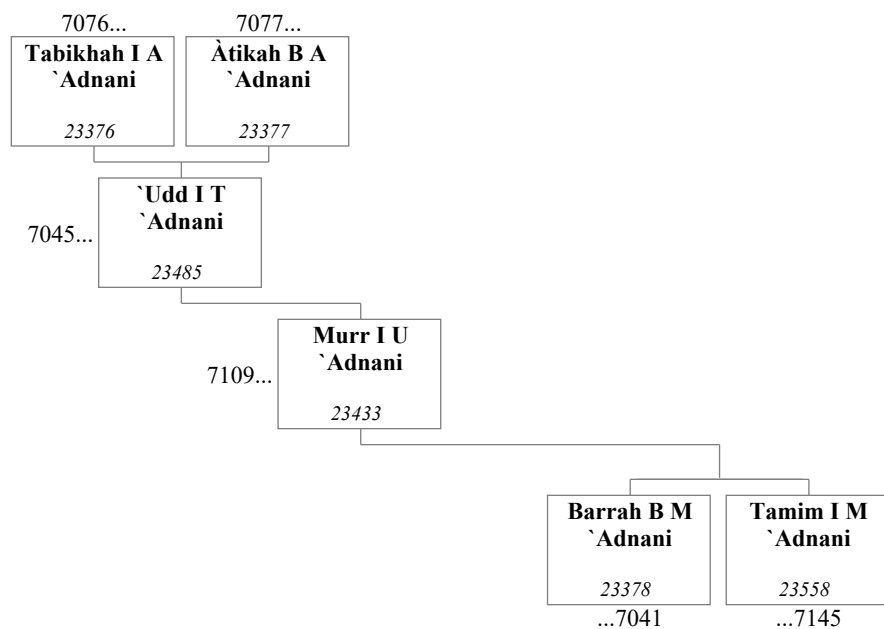 7076... 7077...
Tabikhah I A
`Adnani
23376
Àtikah B A
`Adnani
23377
7045...
`Udd I T
`Adnani
23485
7109...
Murr I U
`Adnani
23433
Barrah B M
`Adnani
23378
Tamim I M
`Adnani
23558
...7041 ...7145